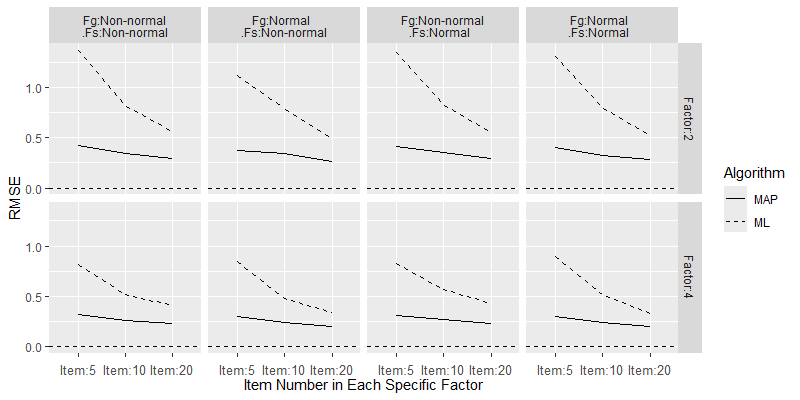 Fg:Non-normal
.Fs:Non-normal
Fg:Normal
.Fs:Non-normal
Fg:Non-normal
.Fs:Normal
Fg:Normal
.Fs:Normal
1.0
0.5
0.0
Factor:2
1.0
0.5
0.0
Factor:4
RMSE
Item:5 Item:10 Item:20
Item:5 Item:10 Item:20
Item:5 Item:10 Item:20
Item:5 Item:10 Item:20
Item Number in Each Specific Factor
Algorithm
MAP
ML